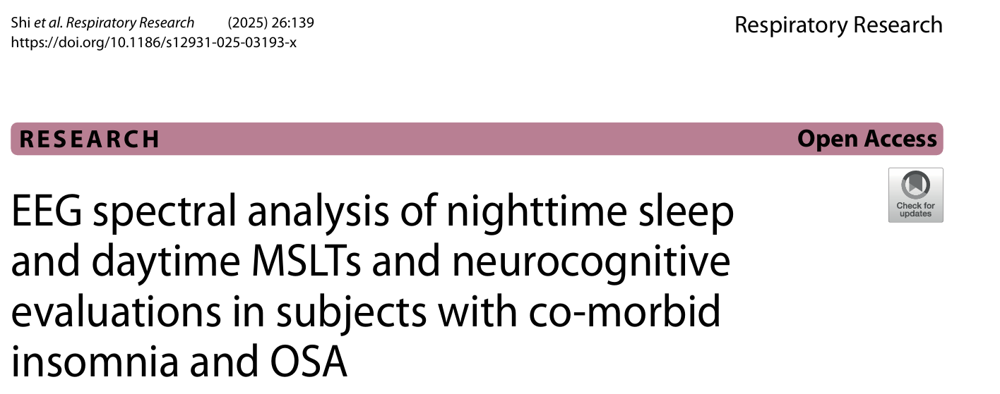 Shi et al. Respiratory Research (2025) 26:139
https://doi.org/10.1186/s12931-025-03193-x
Respiratory Research
RESEARCH
Open Access
Check for
updates
EEG spectral analysis of nighttime sleep
and daytime MSLTs and neurocognitive
evaluations in subjects with co-morbid
insomnia and OSA